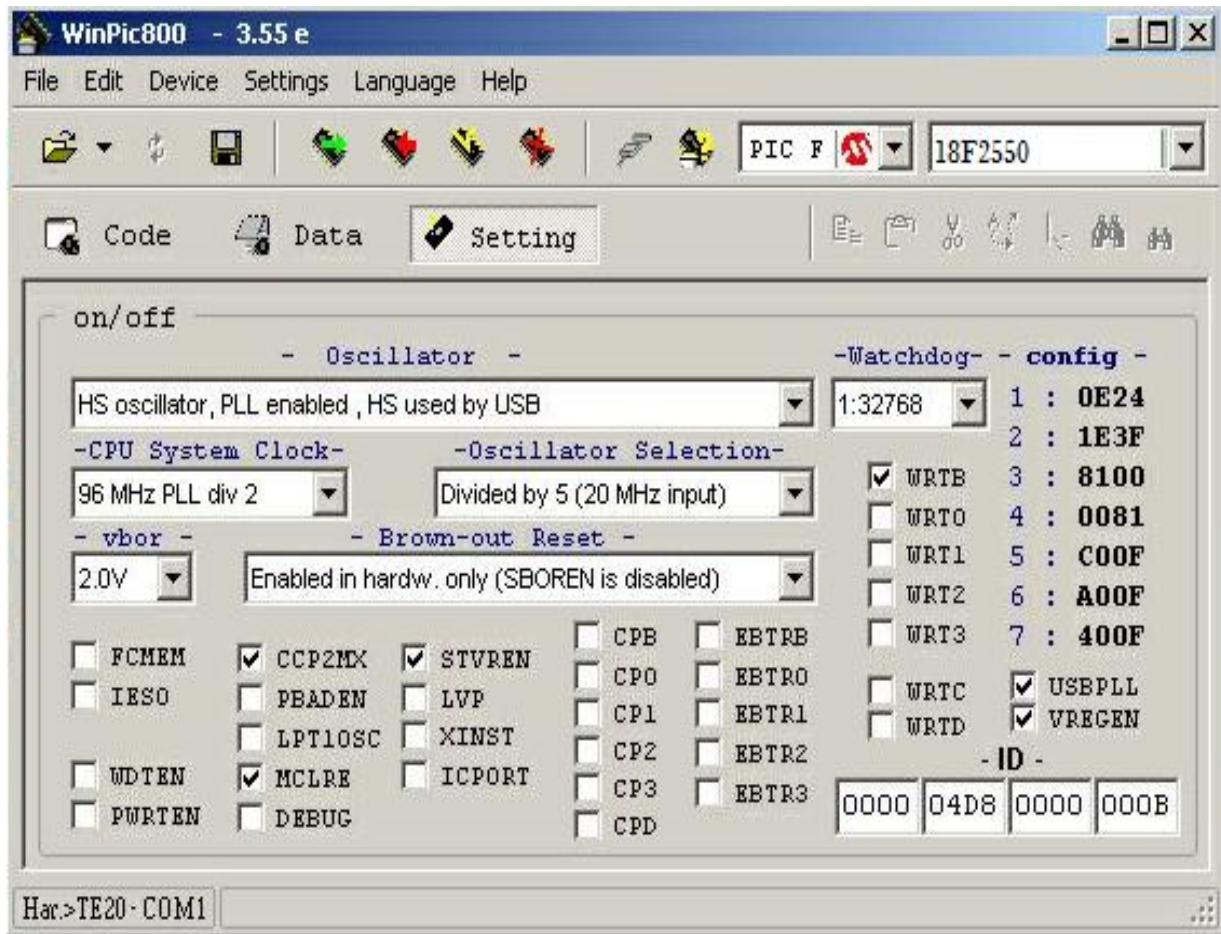 WinPic800 - 3.55 e
File Edit Device Settings Language Help
PIC F 18F2550
Code Data Setting
on/off
- Oscillator - -Watchdog- - config -
HS oscillator, PLL enabled , HS used by USB 1:32768 1 : 0E24
2 : 1E3F
-CPU System Clock- -Oscillator Selection-
96 MHz PLL div 2 Divided by 5 (20 MHz input) WRTB 3 : 8100
WRT0 4 : 0081
- vbor - - Brown-out Reset -
2.0V Enabled in hardw. only (SBOREN is disabled) WRT1 5 : C00F
WRT2 6 : A00F
WRT3 7 : 400F
FCMEM CCP2MX STVREN CPB EBTRB
IESO PBADEN LVP CP0 EBTR0 WRTC USBPLL
LPT1OSC XINST CP1 EBTR1 WRTD VREGEN
WDTEN MCLRE ICPORT CP2 EBTR2 - ID -
PWRTEN DEBUG CP3 EBTR3 0000 04D8 0000 000B
CPD
Har.>TE20 - COM1